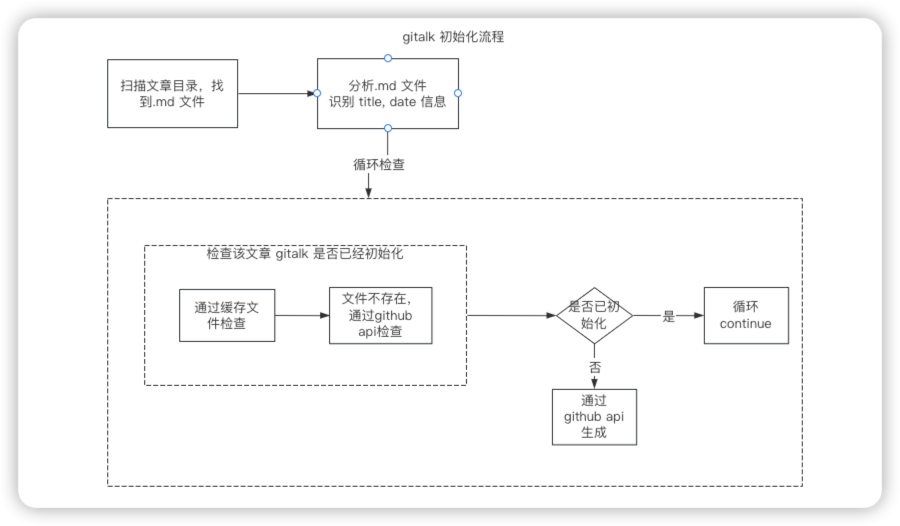 gitalk 初始化流程
扫描文章目录，找
到.md 文件
分析.md 文件
识别 title, date 信息
循环检查
检查该文章 gitalk 是否已经初始化
通过缓存文
件检查
文件不存在，
通过github
api检查
是否已初
始化
是
循环
continue
否
通过
github api
生成